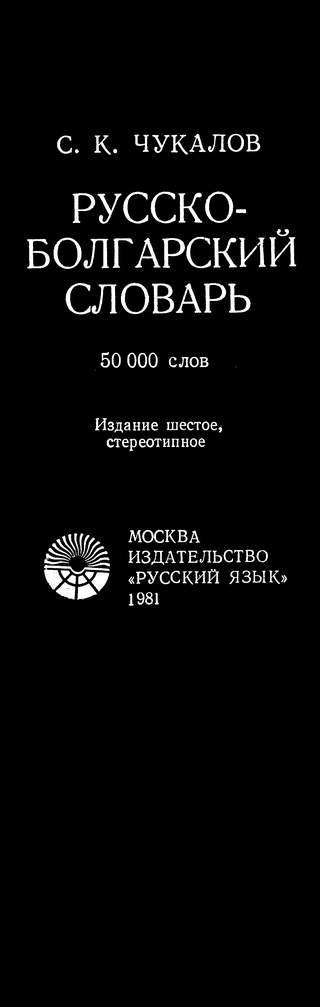 С. К. ЧУКАЛОВ
РУССКО-
БОЛГАРСКИЙ
СЛОВАРЬ
50 000 слов
Издание шестое,
стереотипное
МОСКВА
ИЗДАТЕЛЬСТВО
«РУССКИЙ ЯЗЫК»
1981